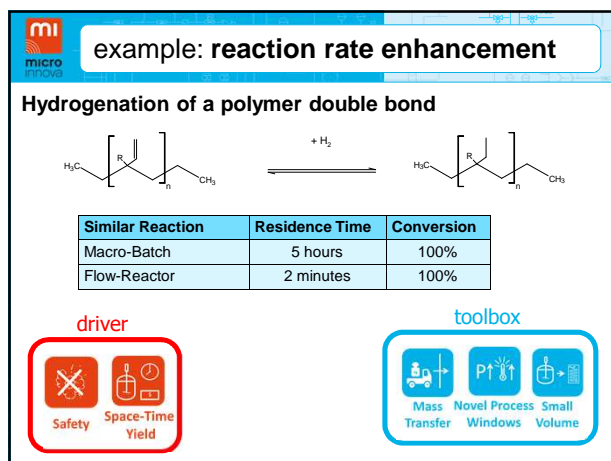 mi
micro
innova
example: reaction rate enhancement
Hydrogenation of a polymer double bond
H₃C
R
n
CH₃
+ H₂
H₃C
R
n
CH₃
Similar Reaction Residence Time Conversion
Macro-Batch 5 hours 100%
Flow-Reactor 2 minutes 100%
driver
Safety
Space-Time
Yield
toolbox
P↑
Mass
Transfer
Novel Process
Windows
Small
Volume